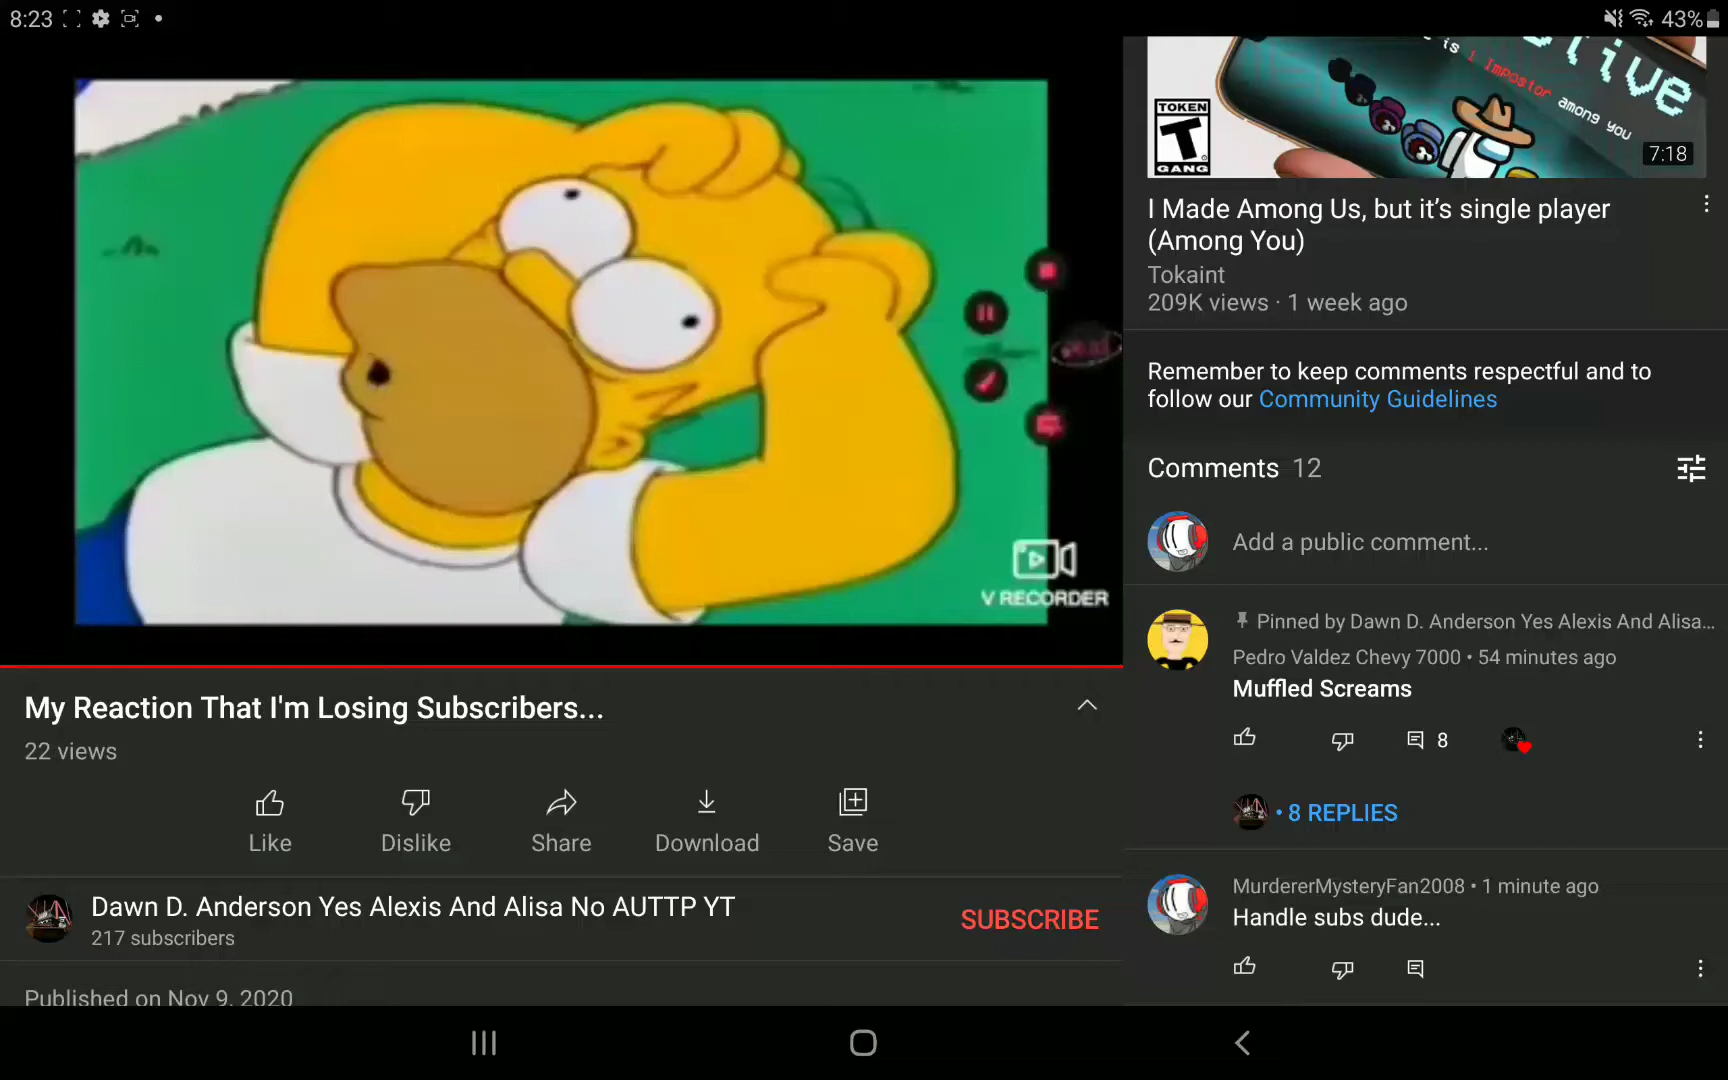 8:23
43%
is 1 Impostor among you
TOKEN
T
GANG
7:18
I Made Among Us, but it’s single player
(Among You)
Tokaint
209K views · 1 week ago
Remember to keep comments respectful and to
follow our Community Guidelines
Comments 12
Add a public comment...
Pinned by Dawn D. Anderson Yes Alexis And Alisa...
Pedro Valdez Chevy 7000 • 54 minutes ago
Muffled Screams
8
• 8 REPLIES
MurdererMysteryFan2008 • 1 minute ago
Handle subs dude...
V RECORDER
My Reaction That I'm Losing Subscribers...
22 views
Like
Dislike
Share
Download
Save
Dawn D. Anderson Yes Alexis And Alisa No AUTTP YT
217 subscribers
SUBSCRIBE
Published on Nov 9, 2020